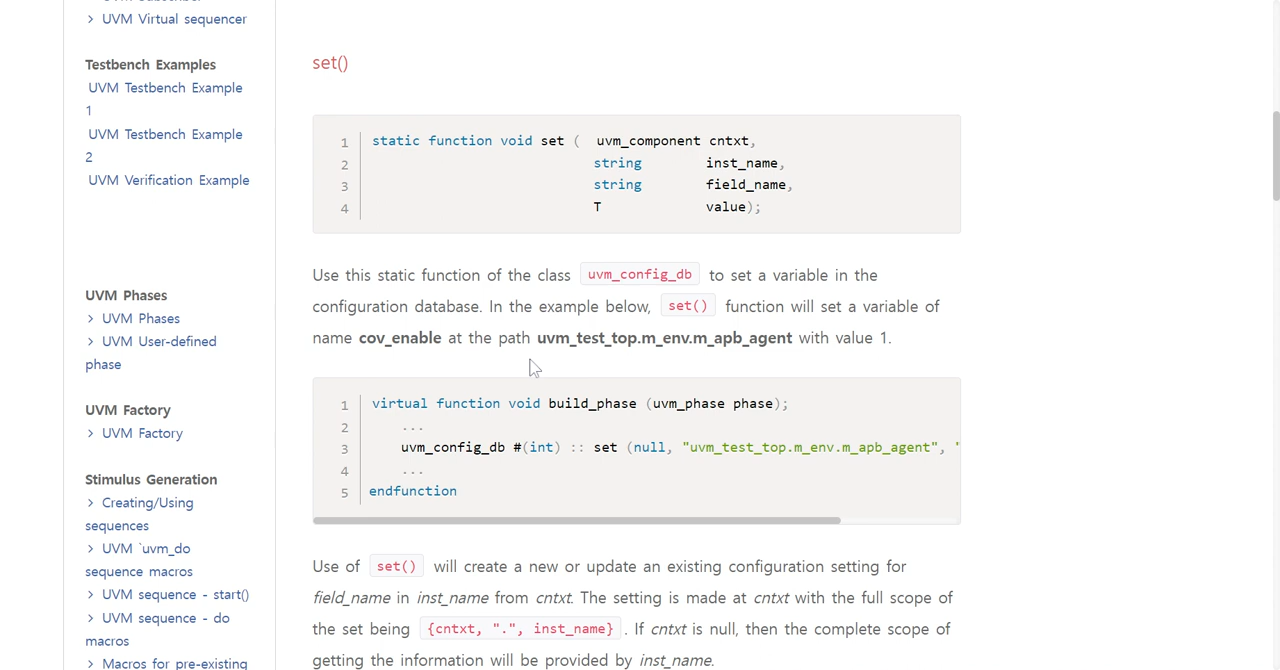 > UVM Virtual sequencer
Testbench Examples
UVM Testbench Example
1
UVM Testbench Example
2
UVM Verification Example
UVM Phases
> UVM Phases
> UVM User-defined
phase
UVM Factory
> UVM Factory
Stimulus Generation
> Creating/Using
sequences
> UVM `uvm_do
sequence macros
> UVM sequence - start()
> UVM sequence - do
macros
> Macros for pre-existing
set()
1 static function void set ( uvm_component cntxt,
2 string inst_name,
3 string field_name,
4 T value);
Use this static function of the class uvm_config_db to set a variable in the
configuration database. In the example below, set() function will set a variable of
name cov_enable at the path uvm_test_top.m_env.m_apb_agent with value 1.
1 virtual function void build_phase (uvm_phase phase);
2 ...
3 uvm_config_db #(int) :: set (null, "uvm_test_top.m_env.m_apb_agent", "
4 ...
5 endfunction
Use of set() will create a new or update an existing configuration setting for
field_name in inst_name from cntxt. The setting is made at cntxt with the full scope of
the set being {cntxt, ".", inst_name} . If cntxt is null, then the complete scope of
getting the information will be provided by inst_name.